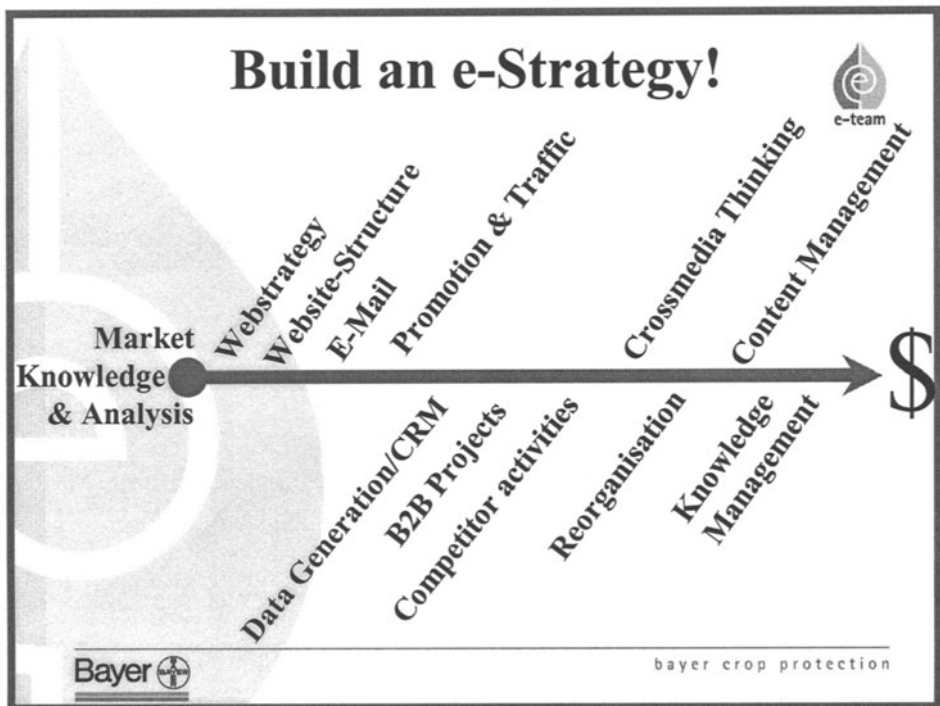 Build an e-Strategy!
e
e-team
Webstrategy
Website-Structure
E-Mail
Promotion & Traffic
Crossmedia Thinking
Content Management
Market
Knowledge
& Analysis
$
Data Generation/CRM
B2B Projects
Competitor activities
Reorganisation
Knowledge
Management
Bayer
BAYER
bayer crop protection